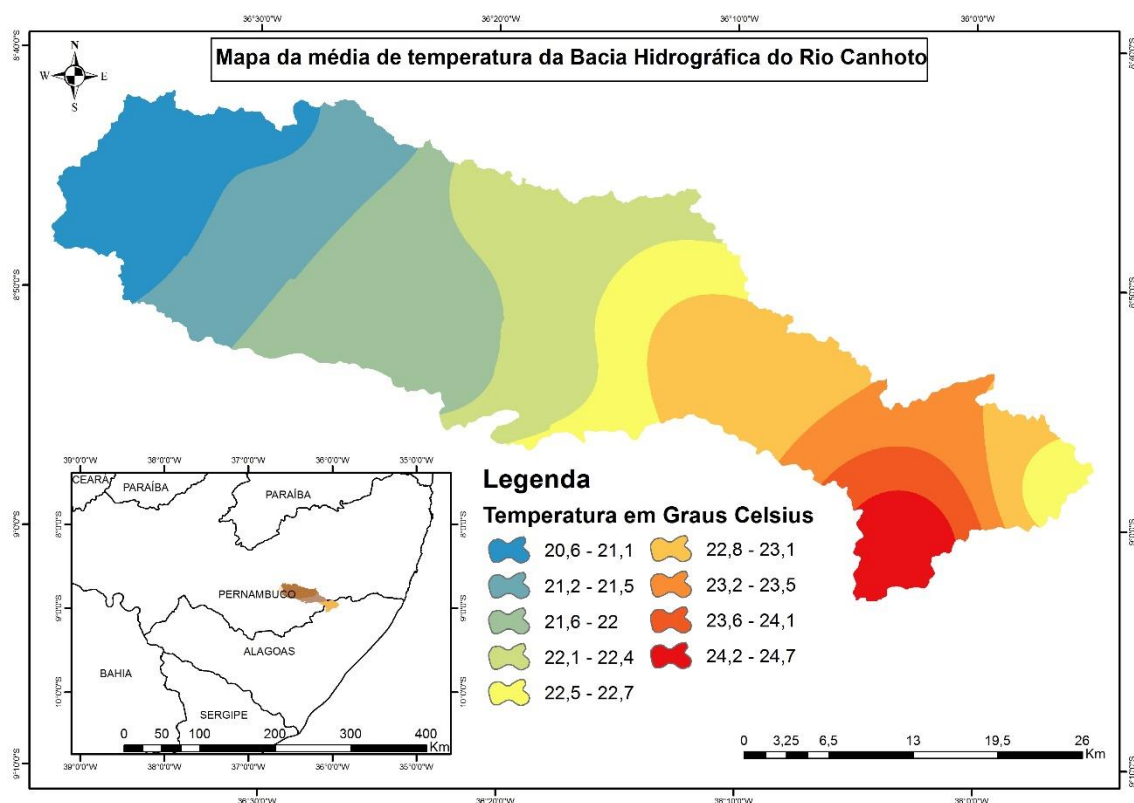 36°30'0"W 36°20'0"W 36°10'0"W 36°0'0"W
8°40'0"S
8°40'0"S
N
W E
S
Mapa da média de temperatura da Bacia Hidrográfica do Rio Canhoto
8°50'0"S
8°50'0"S
39°0'0"W 38°0'0"W 37°0'0"W 36°0'0"W 35°0'0"W
CEARÁ
PARAÍBA
PARAÍBA
8°0'0"S
8°0'0"S
PERNAMBUCO
9°0'0"S
9°0'0"S
ALAGOAS
BAHIA
10°0'0"S
10°0'0"S
SERGIPE
0 50 100 200 300 400
Km
39°0'0"W 38°0'0"W 37°0'0"W 36°0'0"W 35°0'0"W
Legenda
Temperatura em Graus Celsius
20,6 - 21,1
21,2 - 21,5
21,6 - 22
22,1 - 22,4
22,5 - 22,7
22,8 - 23,1
23,2 - 23,5
23,6 - 24,1
24,2 - 24,7
9°0'0"S
9°0'0"S
0 3,25 6,5 13 19,5 26
Km
9°10'0"S
9°10'0"S
36°30'0"W 36°20'0"W 36°10'0"W 36°0'0"W